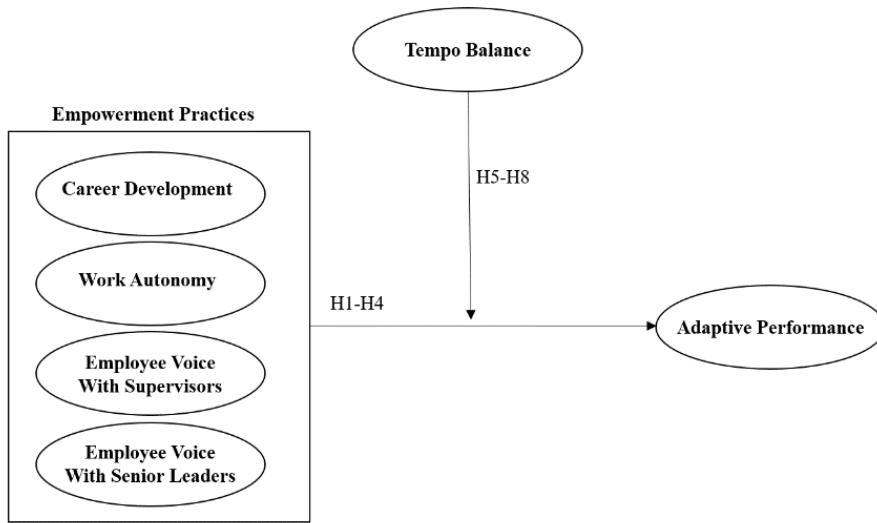 Tempo Balance
Empowerment Practices
Career Development
H5-H8
Work Autonomy
H1-H4
Adaptive Performance
Employee Voice
With Supervisors
Employee Voice
With Senior Leaders